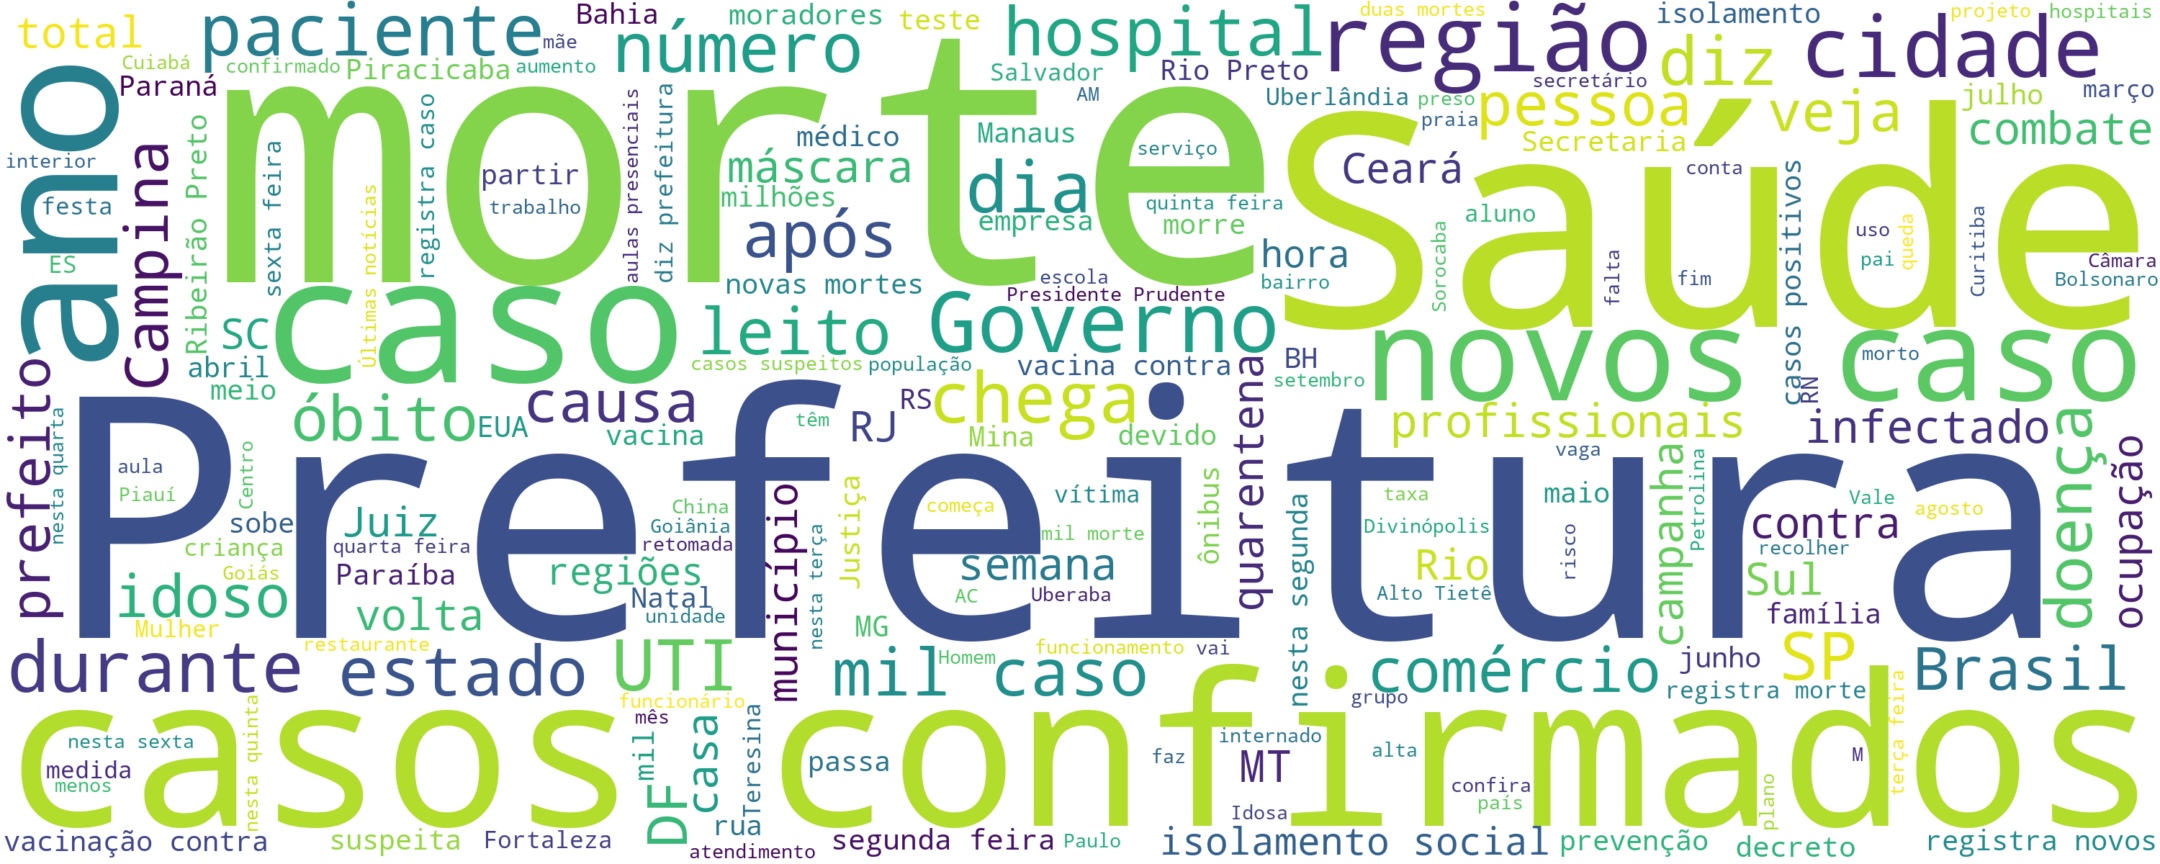 total
paciente
mãe
Bahia
moradores
teste
número
hospital
duas mortes
isolamento
projeto
hospitais
região
diz
cidade
Cuiabá
confirmado
Piracicaba
aumento
Paraná
Salvador
Rio Preto
secretário
AM
Uberlândia
preso
praia
pessoa
veja
julho
março
Secretaria
combate
ano
interior
festa
ES
Campina
Ribeirão Preto
sexta feira
morte
Últimas notícias
registra caso
partir
trabalho
aulas presenciais
diz prefeitura
médico
máscara
milhões
após
novas mortes
Manaus
dia
empresa
serviço
quinta feira
morre
escola
Presidente Prudente
hora
bairro
Saúde
Ceará
aluno
Sorocaba
falta
conta
fim
casos positivos
uso
pai
queda
Curitiba
Câmara
Bolsonaro
SC
caso
leito
Governo
novos caso
morto
RN
abril
meio
casos suspeitos
população
vacina contra
BH
setembro
prefeito
nesta quarta
óbito
EUA
causa
vacina
têm
RJ
RS
chega
Mina
devido
quarentena
profissionais
infectado
doença
ocupação
Prefeitura
aula
Piauí
Centro
sobe
Juiz
criança
quarta feira
Goiás
Paraíba
idoso
volta
Mulher
restaurante
regiões
China
Goiânia
retomada
Natal
unidade
município
nesta terça
Justiça
começa
vítima
mil morte
semana
AC
Uberaba
MG
ônibus
nesta segunda
vaga
taxa
maio
Divinópolis
risco
Rio
Alto Tietê
campanha
Petrolina
contra
recolher
Vale
agosto
Sul
família
durante
estado
UTI
funcionário
mês
mil caso
Homem
funcionamento
vai
comércio
grupo
junho
SP
registra morte
terça feira
Brasil
casos confirmados
nesta sexta
medida
menos
nesta quinta
mil
DF
casa
Teresina
passa
faz
internado
MT
alta
confira
país
M
Idosa
plano
vacinação contra
suspeita
Fortaleza
rua
atendimento
segunda feira
Paulo
isolamento social
prevenção
decreto
registra novos